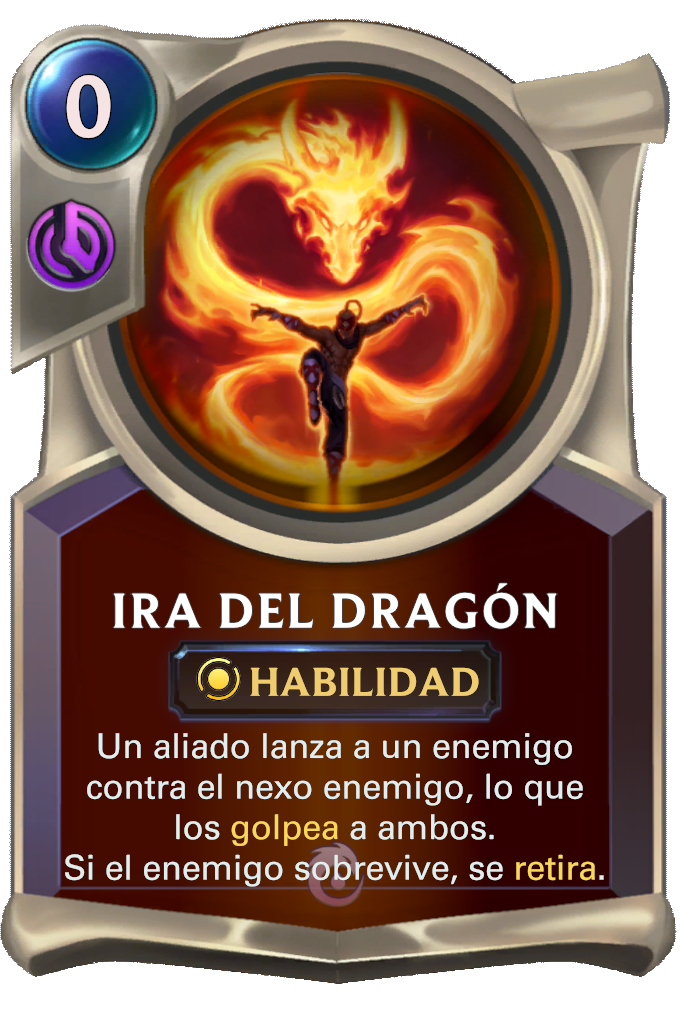 0
IRA DEL DRAGÓN
HABILIDAD
Un aliado lanza a un enemigo
contra el nexo enemigo, lo que
los golpea a ambos.
Si el enemigo sobrevive, se retira.